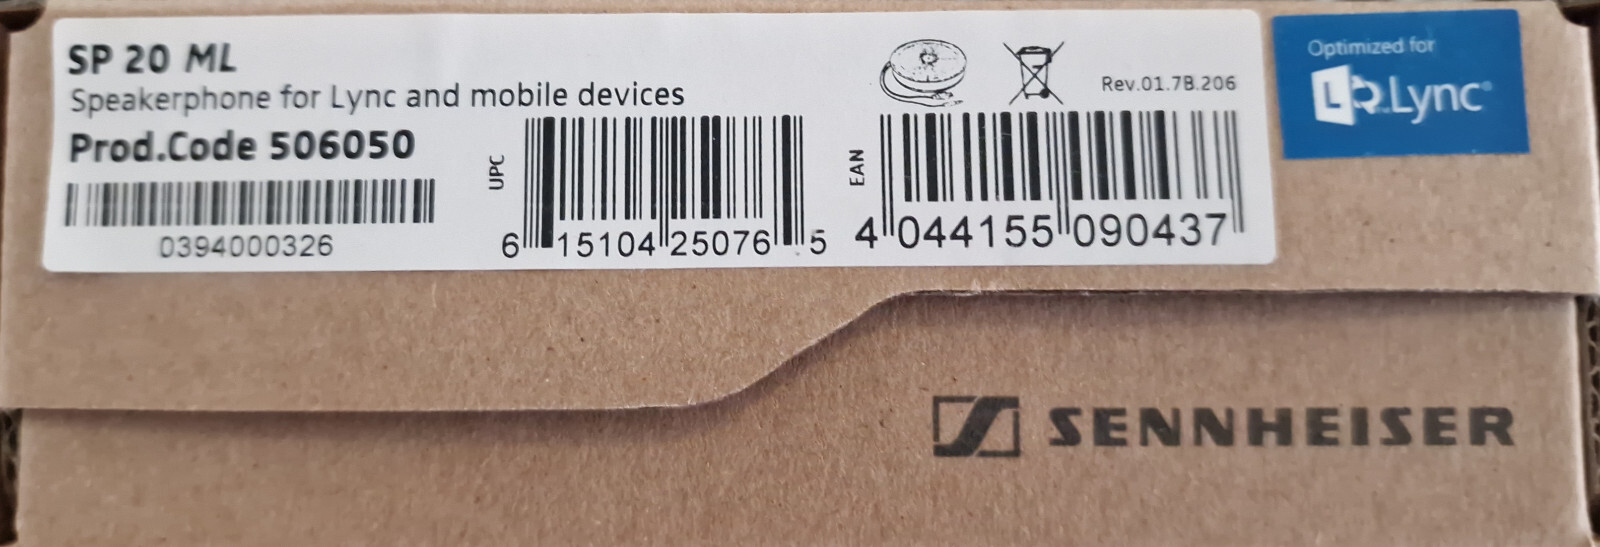 SP 20 ML
Speakerphone for Lync and mobile devices
Prod.Code 506050
0394000326
UPC
6 15104 25076 5
EAN
4 044155 090437
Rev.01.7B.206
Optimized for
L Lync®
SENNHEISER